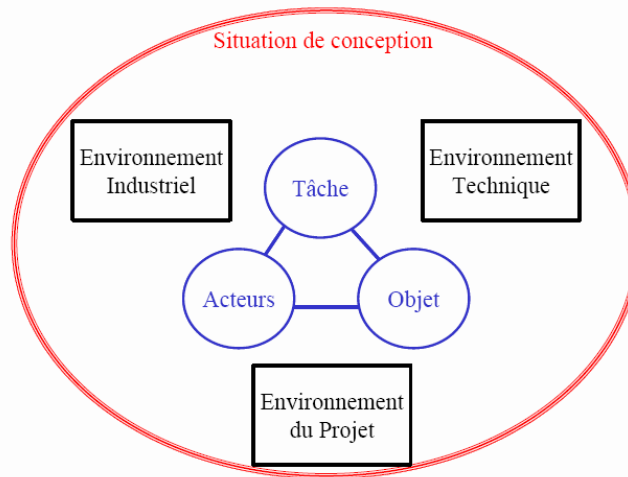 Situation de conception
Environnement
Industriel
Environnement
Technique
Tâche
Acteurs
Objet
Environnement
du Projet